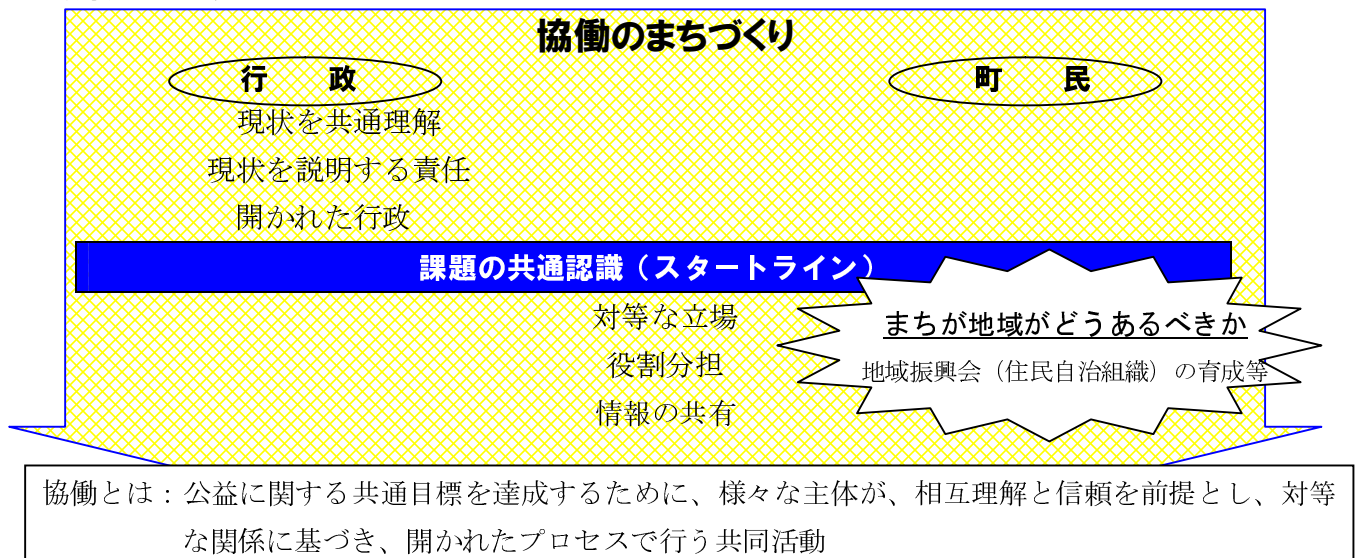 協働のまちづくり
行　　政
町　　民
現状を共通理解
現状を説明する責任
開かれた行政
課題の共通認識（スタートライン）
対等な立場
役割分担
情報の共有
まちが地域がどうあるべきか
地域振興会（住民自治組織）の育成等
協働とは：公益に関する共通目標を達成するために、様々な主体が、相互理解と信頼を前提とし、対等
な関係に基づき、開かれたプロセスで行う共同活動